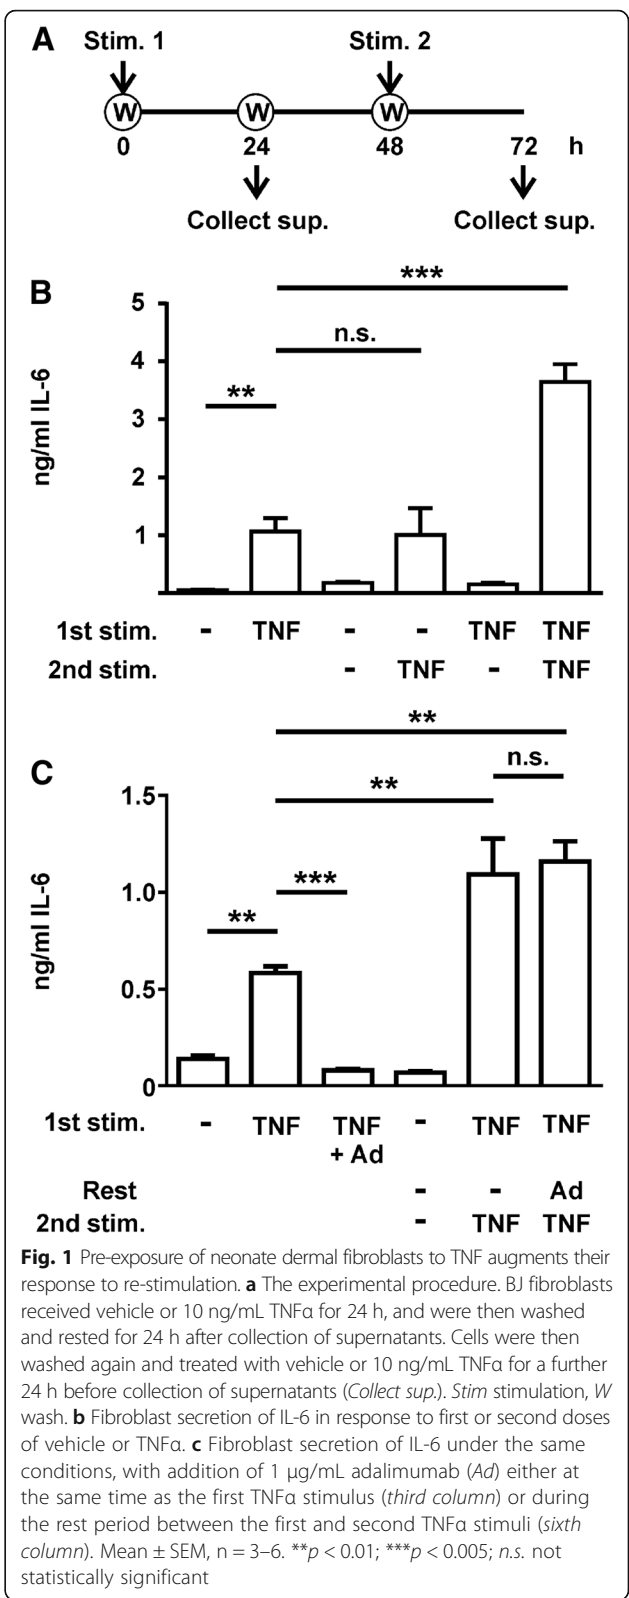 A
Stim. 1 Stim. 2
W W W
0 24 48 72 h
Collect sup. Collect sup.
B
***
n.s.
**
ng/ml IL-6
5
4
3
2
1
1st stim. - TNF - - TNF TNF
2nd stim. - TNF - TNF
C
**
n.s.
**
***
**
ng/ml IL-6
1.5
1.0
0.5
0
1st stim. - TNF TNF - TNF TNF
+ Ad
Rest - - Ad
2nd stim. - TNF TNF
Fig. 1 Pre-exposure of neonate dermal fibroblasts to TNF augments their
response to re-stimulation. a The experimental procedure. BJ fibroblasts
received vehicle or 10 ng/mL TNFα for 24 h, and were then washed
and rested for 24 h after collection of supernatants. Cells were then
washed again and treated with vehicle or 10 ng/mL TNFα for a further
24 h before collection of supernatants (Collect sup.). Stim stimulation, W
wash. b Fibroblast secretion of IL-6 in response to first or second doses
of vehicle or TNFα. c Fibroblast secretion of IL-6 under the same
conditions, with addition of 1 μg/mL adalimumab (Ad) either at
the same time as the first TNFα stimulus (third column) or during
the rest period between the first and second TNFα stimuli (sixth
column). Mean ± SEM, n = 3–6. **p < 0.01; ***p < 0.005; n.s. not
statistically significant